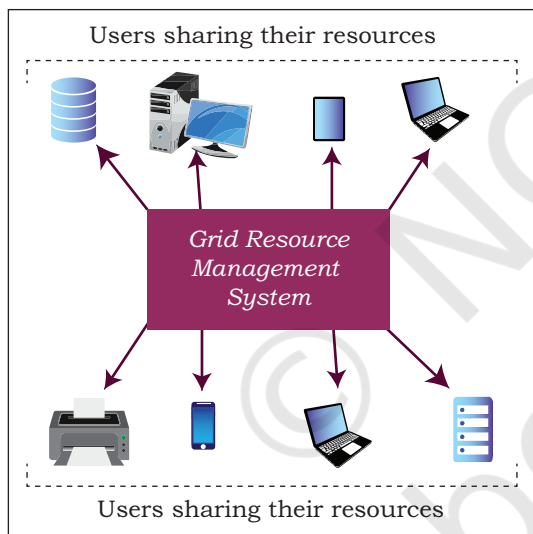 Users sharing their resources
Grid Resource
Management
System
Users sharing their resources